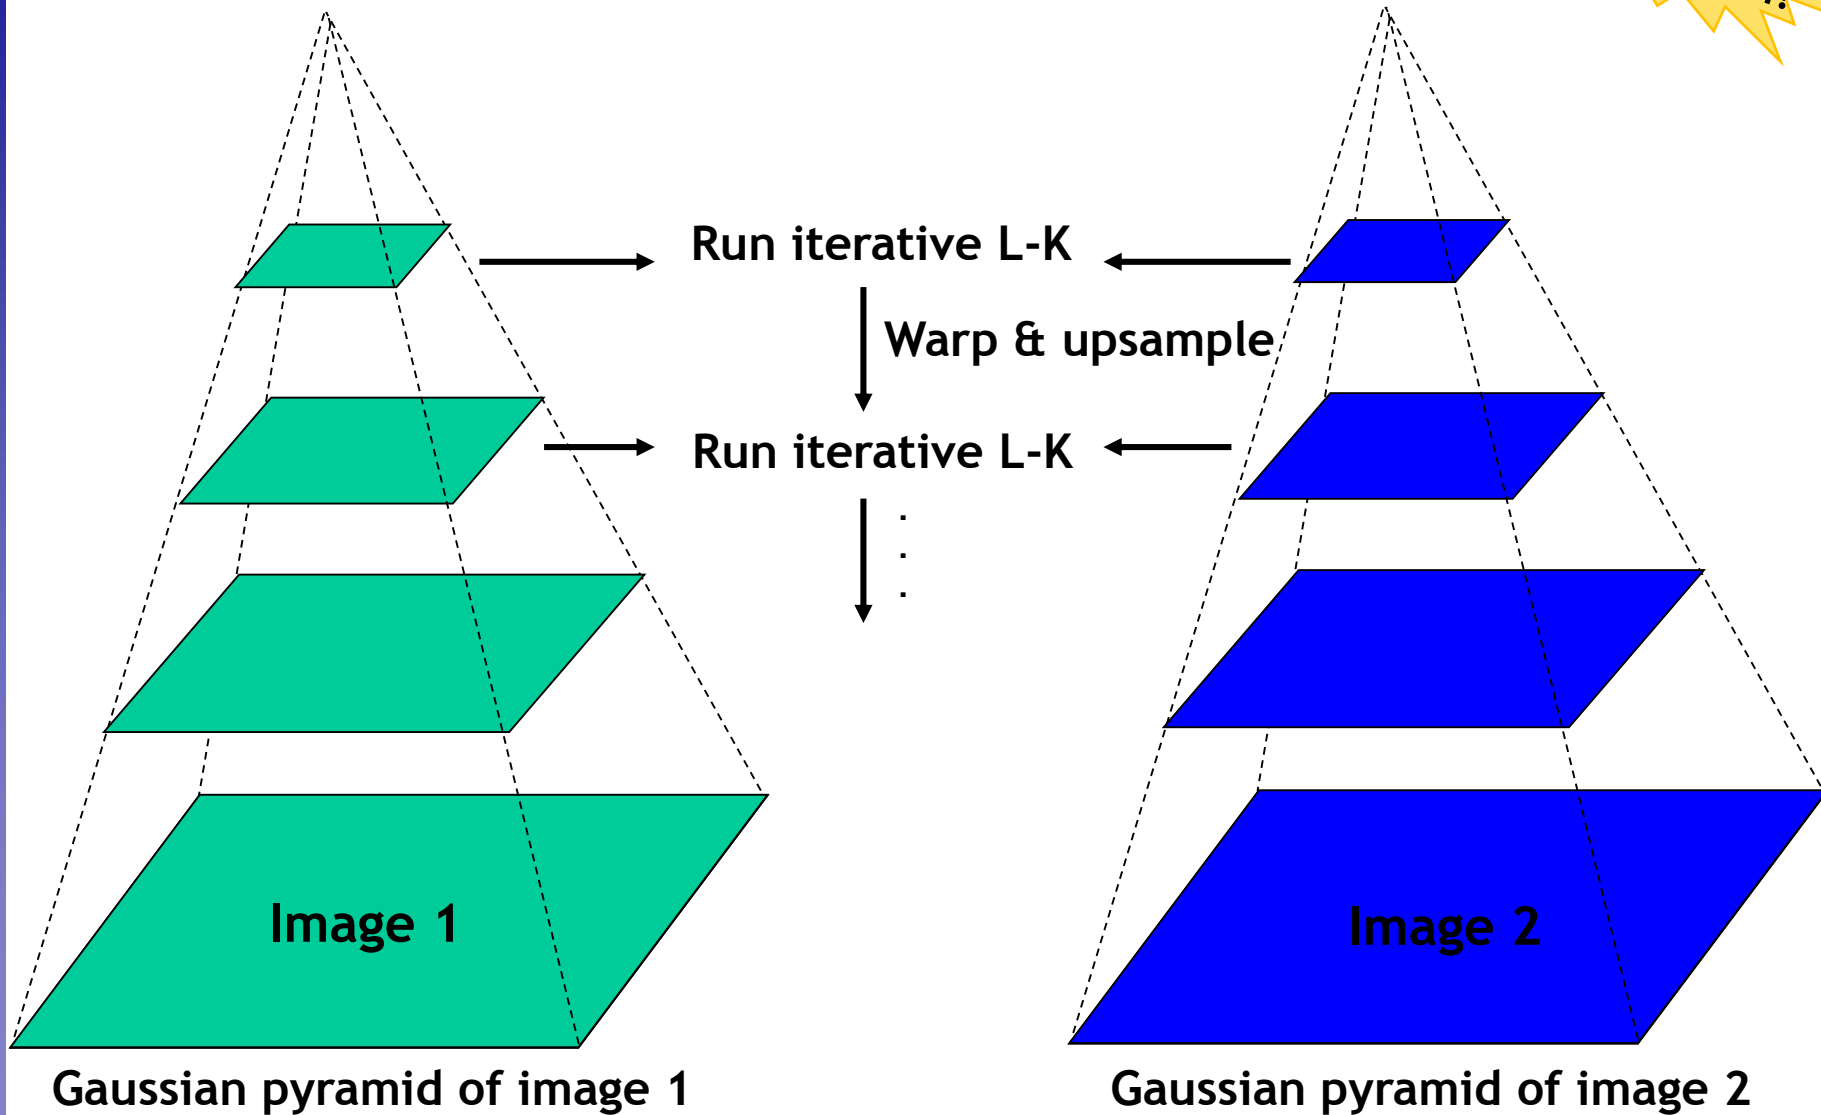 Run iterative L-K
Warp & upsample
Run iterative L-K
.
.
.
Image 1
Image 2
Gaussian pyramid of image 1
Gaussian pyramid of image 2